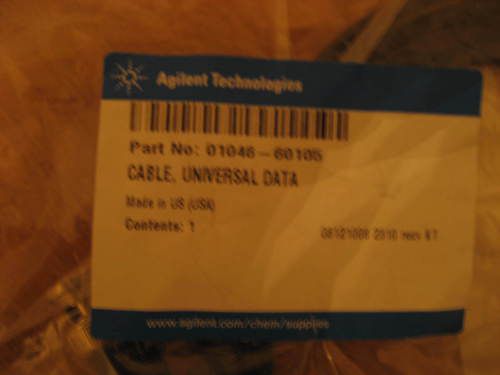 Agilent Technologies
Part No: 01046-60105
CABLE, UNIVERSAL DATA
Made in US (USA)
Contents: 1
www.agilent.com/chem/supplies